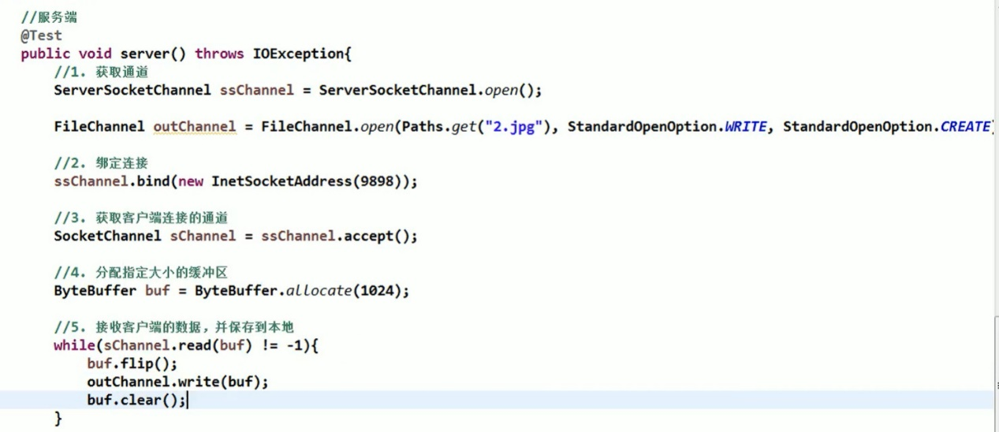 //服务端
@Test
public void server() throws IOException{
//1. 获取通道
ServerSocketChannel ssChannel = ServerSocketChannel.open();
FileChannel outChannel = FileChannel.open(Paths.get("2.jpg"), StandardOpenOption.WRITE, StandardOpenOption.CREATE)
//2. 绑定连接
ssChannel.bind(new InetSocketAddress(9898));
//3. 获取客户端连接的通道
SocketChannel sChannel = ssChannel.accept();
//4. 分配指定大小的缓冲区
ByteBuffer buf = ByteBuffer.allocate(1024);
//5. 接收客户端的数据，并保存到本地
while(sChannel.read(buf) != -1){
buf.flip();
outChannel.write(buf);
buf.clear();
}